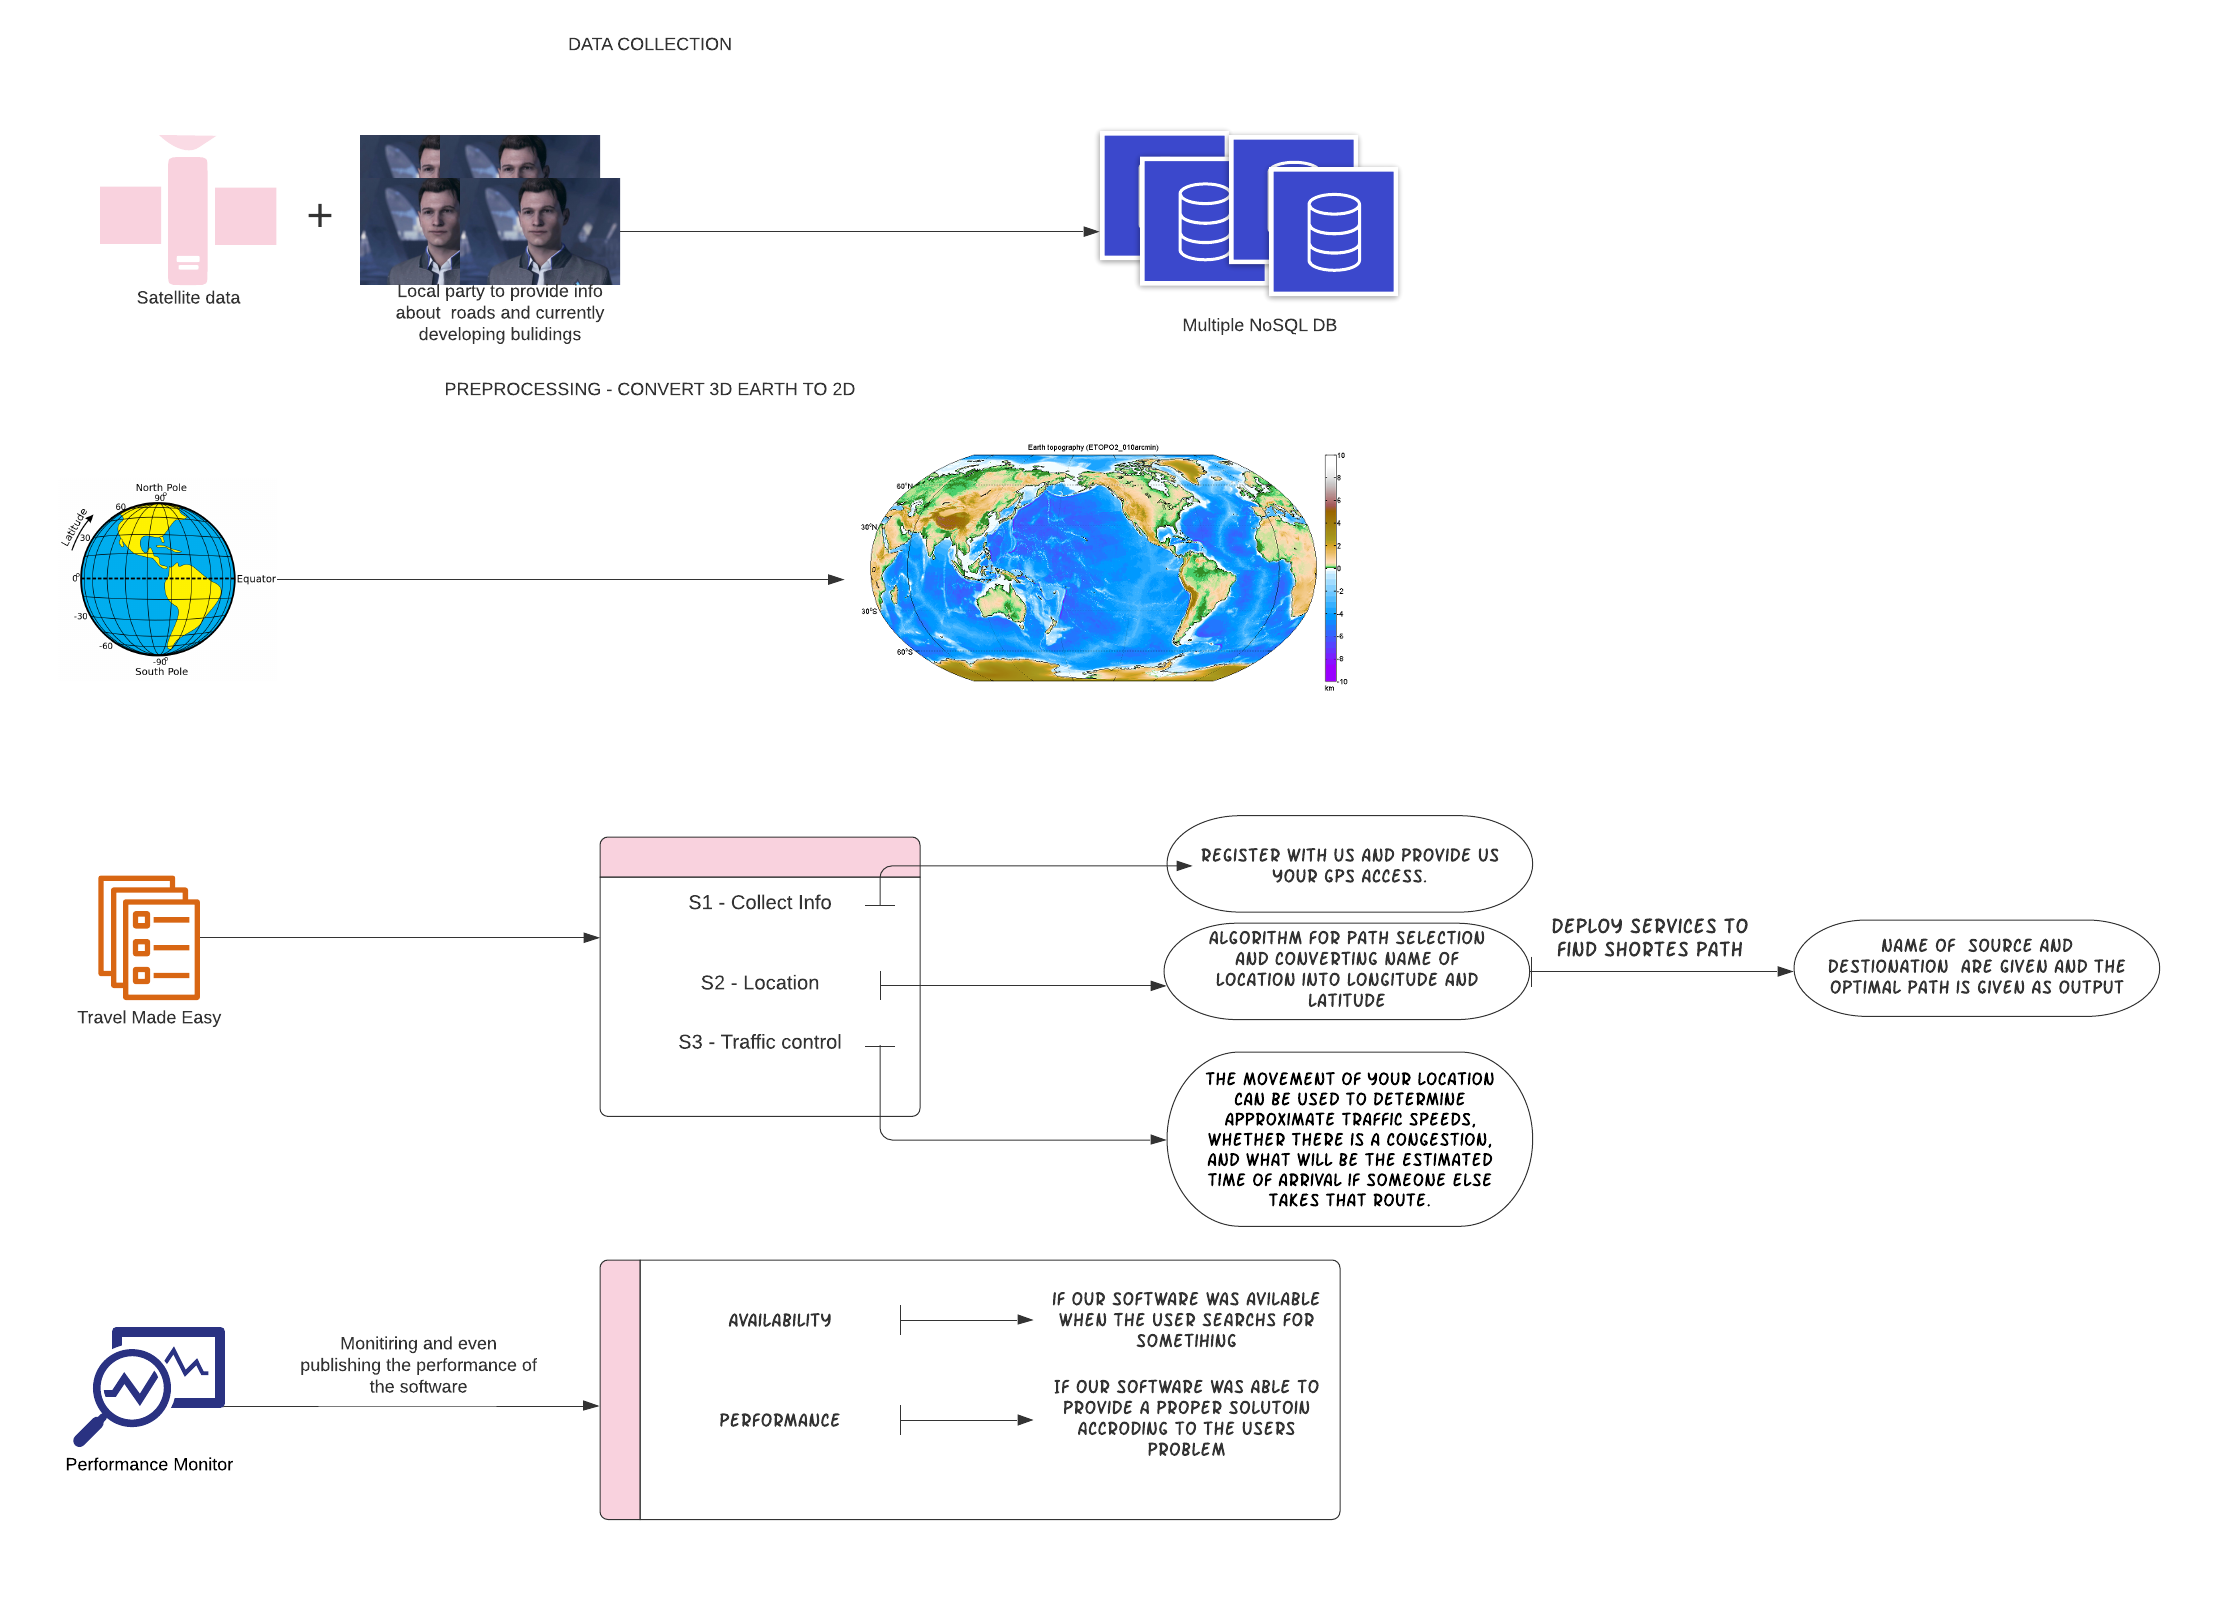 DATA COLLECTION
+
Satellite data
Local party to provide info
about roads and currently
developing bulidings
Multiple NoSQL DB
PREPROCESSING - CONVERT 3D EARTH TO 2D
North Pole
90°
60
Latitude
30
0°
Equator
-30
-60
-90°
South Pole
Earth topography (ETOPO2_010arcmin)
60°N
30°N
0°
30°S
60°S
10
8
6
4
2
0
-2
-4
-6
-8
-10
km
Travel Made Easy
S1 - Collect Info
S2 - Location
S3 - Traffic control
REGISTER WITH US AND PROVIDE US
YOUR GPS ACCESS.
ALGORITHM FOR PATH SELECTION
AND CONVERTING NAME OF
LOCATION INTO LONGITUDE AND
LATITUDE
DEPLOY SERVICES TO
FIND SHORTES PATH
NAME OF SOURCE AND
DESTIONATION ARE GIVEN AND THE
OPTIMAL PATH IS GIVEN AS OUTPUT
THE MOVEMENT OF YOUR LOCATION
CAN BE USED TO DETERMINE
APPROXIMATE TRAFFIC SPEEDS,
WHETHER THERE IS A CONGESTION,
AND WHAT WILL BE THE ESTIMATED
TIME OF ARRIVAL IF SOMEONE ELSE
TAKES THAT ROUTE.
Monitiring and even
publishing the performance of
the software
Performance Monitor
AVAILABILITY
IF OUR SOFTWARE WAS AVILABLE
WHEN THE USER SEARCHS FOR
SOMETIHING
PERFORMANCE
IF OUR SOFTWARE WAS ABLE TO
PROVIDE A PROPER SOLUTOIN
ACCRODING TO THE USERS
PROBLEM